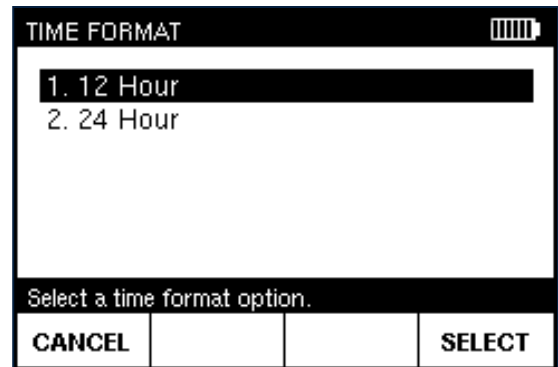 TIME FORMAT
1. 12 Hour
2. 24 Hour
Select a time format option.
CANCEL SELECT